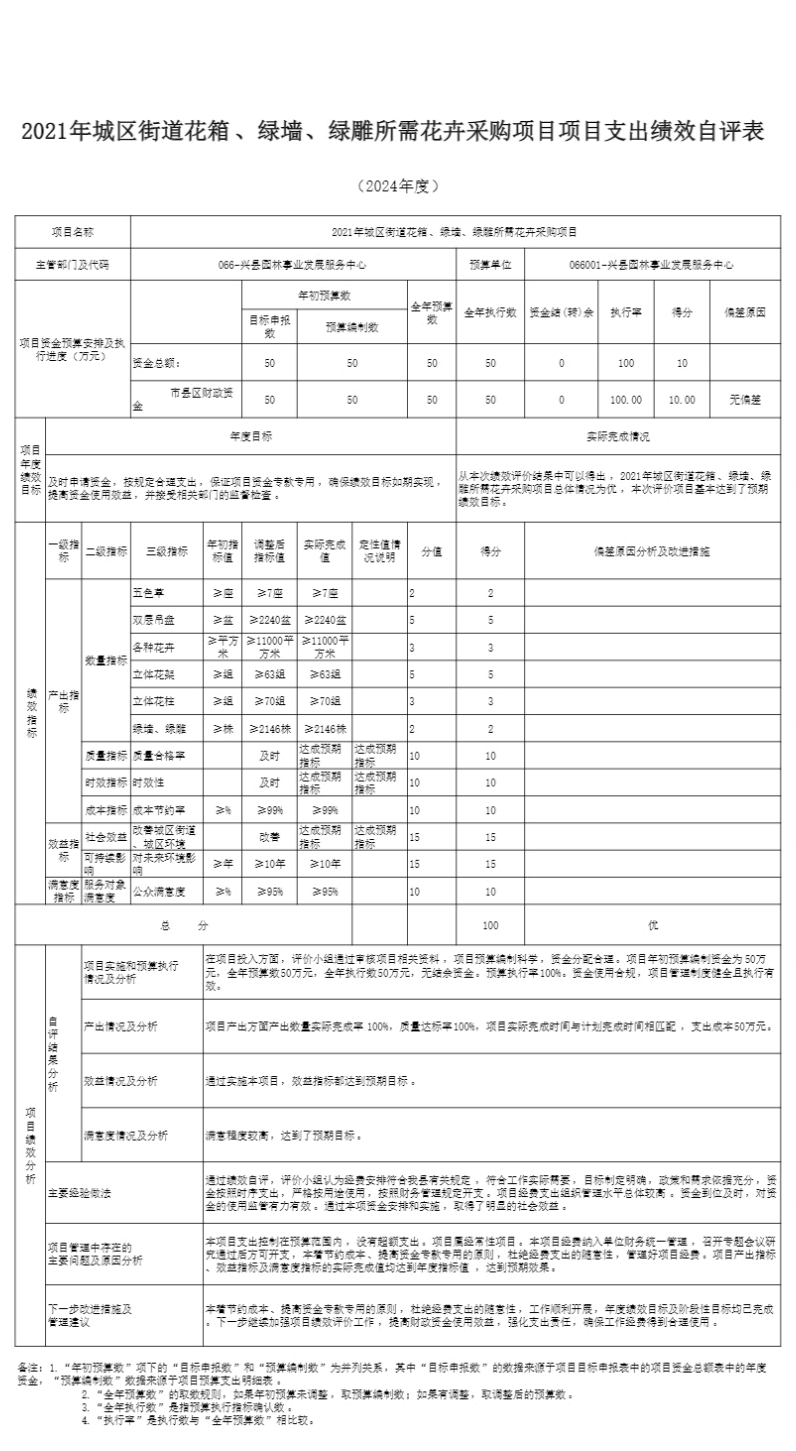 2021年城区街道花箱、绿墙、绿雕所需花卉采购项目项目支出绩效自评表
（2024年度）
项目名称 2021年城区街道花箱、绿墙、绿雕所需花卉采购项目
主管部门及代码 066-兴县园林事业发展服务中心 预算单位 066001-兴县园林事业发展服务中心
项目资金预算安排及执行进度（万元） 年初预算数 全年预算数 全年执行数 资金结(转)余 执行率 得分 偏差原因
目标申报数 预算编制数
资金总额： 50 50 50 50 0 100 10
市县区财政资金 50 50 50 50 0 100.00 10.00 无偏差
项目年度绩效目标 年度目标 实际完成情况
及时申请资金，按规定合理支出，保证项目资金专款专用，确保绩效目标如期实现，
提高资金使用效益，并接受相关部门的监督检查。
从本次绩效评价结果中可以得出，2021年城区街道花箱、绿墙、绿
雕所需花卉采购项目总体情况为优，本次评价项目基本达到了预期
绩效目标。
绩效指标 一级指标 二级指标 三级指标 年初指标值 调整后指标值 实际完成值 定性值情况说明 分值 得分 偏差原因分析及改进措施
产出指标 数量指标 五色草 ≥座 ≥7座 ≥7座 2 2
双层吊盘 ≥盆 ≥2240盆 ≥2240盆 5 5
各种花卉 ≥平方米 ≥11000平方米 ≥11000平方米 3 3
立体花架 ≥组 ≥63组 ≥63组 5 5
立体花柱 ≥组 ≥70组 ≥70组 3 3
绿墙、绿雕 ≥株 ≥2146株 ≥2146株 2 2
质量指标 质量合格率 及时 达成预期指标 达成预期指标 10 10
时效指标 时效性 及时 达成预期指标 达成预期指标 10 10
成本指标 成本节约率 ≥% ≥99% ≥99% 10 10
效益指标 社会效益 改善城区街道、城区环境 改善 达成预期指标 达成预期指标 15 15
可持续影响 对未来环境影响 ≥年 ≥10年 ≥10年 15 15
满意度指标 服务对象满意度 公众满意度 ≥% ≥95% ≥95% 10 10
总 分 100 优
项目绩效分析 自评结果分析 项目实施和预算执行情况及分析
在项目投入方面，评价小组通过审核项目相关资料，项目预算编制科学，资金分配合理。项目年初预算编制资金为50万
元，全年预算数50万元，全年执行数50万元，无结余资金。预算执行率100%。资金使用合规，项目管理制度健全且执行有
效。
产出情况及分析 项目产出方面产出数量实际完成率100%，质量达标率100%，项目实际完成时间与计划完成时间相匹配，支出成本50万元。
效益情况及分析 通过实施本项目，效益指标都达到预期目标。
满意度情况及分析 满意程度较高，达到了预期目标。
主要经验做法
通过绩效自评，评价小组认为经费安排符合我县有关规定，符合工作实际需要，目标制定明确，政策和需求依据充分，资
金按照时序支出，严格按用途使用，按照财务管理规定开支。项目经费支出组织管理水平总体较高。资金到位及时，对资
金的使用监管有力有效。通过本项资金安排和实施，取得了明显的社会效益。
项目管理中存在的主要问题及原因分析
本项目支出控制在预算范围内，没有超额支出。项目属经常性项目。本项目经费纳入单位财务统一管理，召开专题会议研
究通过后方可开支，本着节约成本、提高资金专款专用的原则，杜绝经费支出的随意性，管理好项目经费。项目产出指标
、效益指标及满意度指标的实际完成值均达到年度指标值，达到预期效果。
下一步改进措施及管理建议
本着节约成本、提高资金专款专用的原则，杜绝经费支出的随意性，工作顺利开展，年度绩效目标及阶段性目标均已完成
。下一步继续加强项目绩效评价工作，提高财政资金使用效益，强化支出责任，确保工作经费得到合理使用。
备注：1.“年初预算数”项下的“目标申报数”和“预算编制数”为并列关系，其中“目标申报数”的数据来源于项目目标申报表中的项目资金总额表中的年度
资金，“预算编制数”数据来源于项目预算支出明细表。
2.“全年预算数”的取数规则，如果年初预算未调整，取预算编制数；如果有调整，取调整后的预算数。
3.“全年执行数”是指预算执行指标确认数。
4.“执行率”是执行数与“全年预算数”相比较。